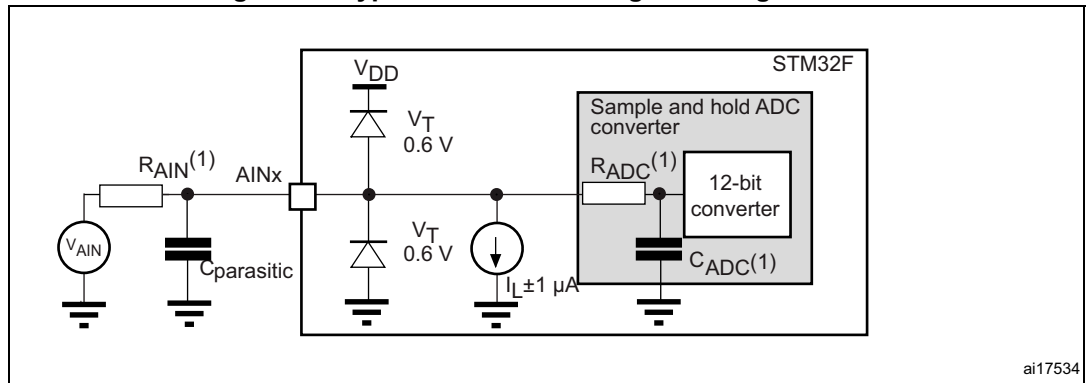 STM32F
VDD
Sample and hold ADC
converter
VT
0.6 V
RAIN(1)
AINx
RADC(1)
12-bit
converter
VAIN
Cparasitic
VT
0.6 V
IL±1 µA
CADC(1)
ai17534